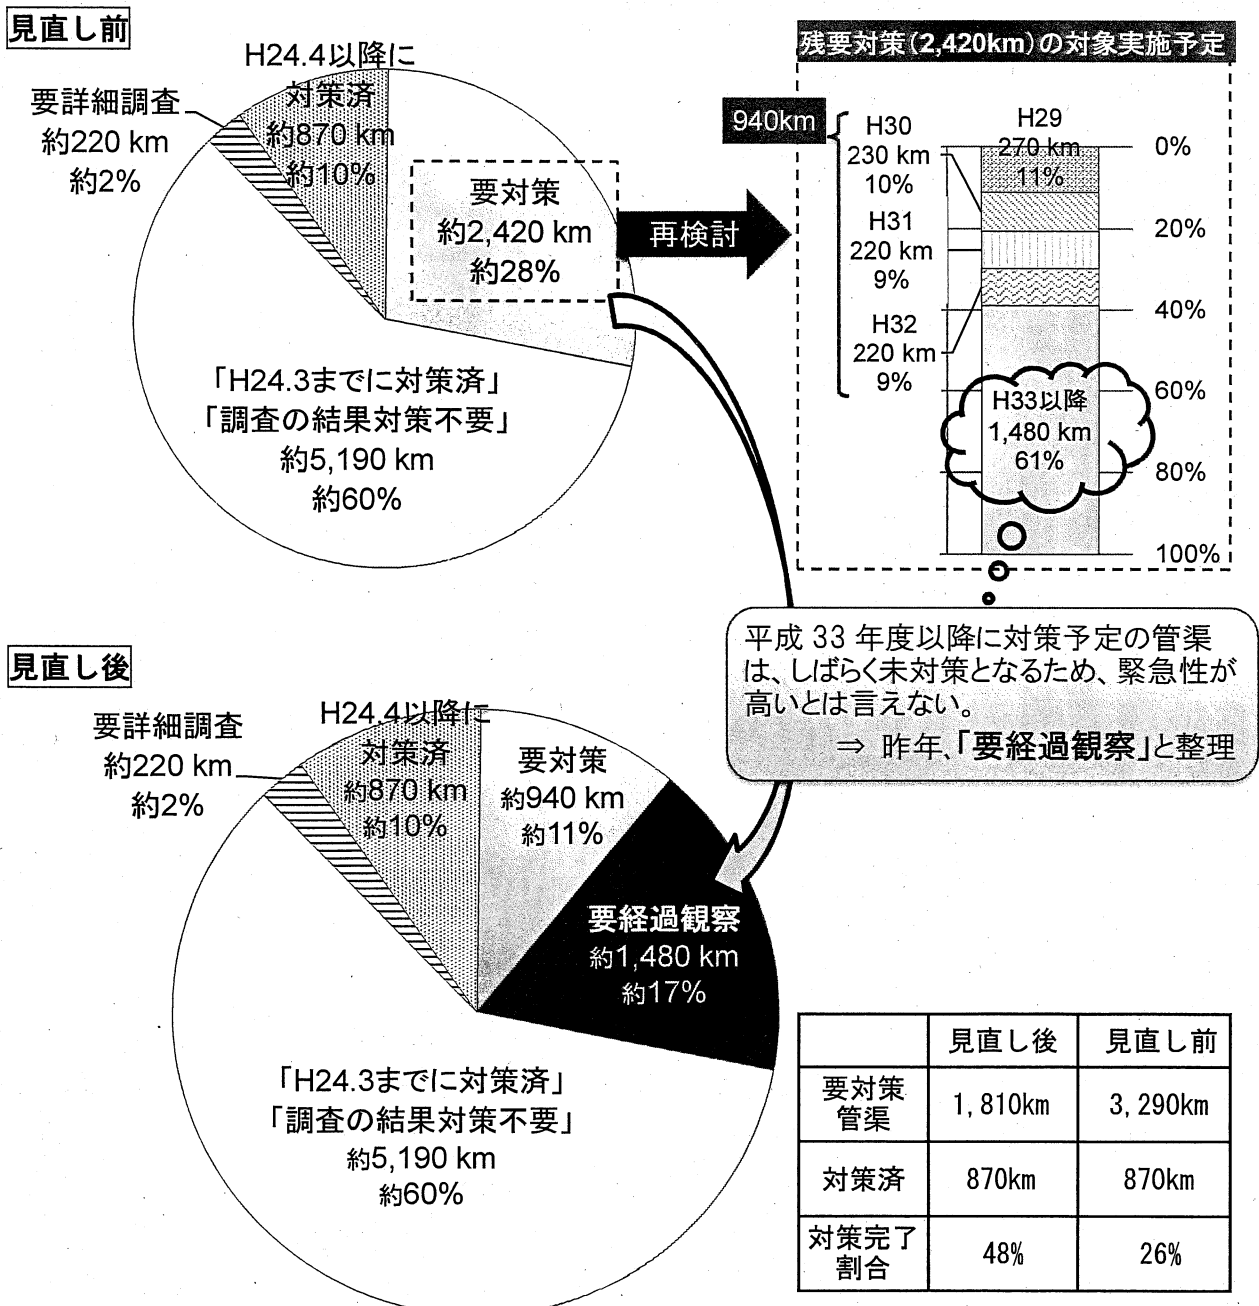 見直し前
H24.4以降に
対策済
約870 km
約10%
要詳細調査
約220 km
約2%
要対策
約2,420 km
約28%
「H24.3までに対策済」
「調査の結果対策不要」
約5,190 km
約60%
再検討
残要対策(2,420km)の対象実施予定
940km
H30
230 km
10%
H31
220 km
9%
H32
220 km
9%
H29
270 km
11%
H33以降
1,480 km
61%
0%
20%
40%
60%
80%
100%
平成 33 年度以降に対策予定の管渠
は、しばらく未対策となるため、緊急性が
高いとは言えない。
⇒ 昨年、「要経過観察」と整理
見直し後
H24.4以降に
対策済
約870 km
約10%
要詳細調査
約220 km
約2%
要対策
約940 km
約11%
要経過観察
約1,480 km
約17%
「H24.3までに対策済」
「調査の結果対策不要」
約5,190 km
約60%
見直し後 見直し前
要対策
管渠
1,810km 3,290km
対策済 870km 870km
対策完了
割合
48% 26%